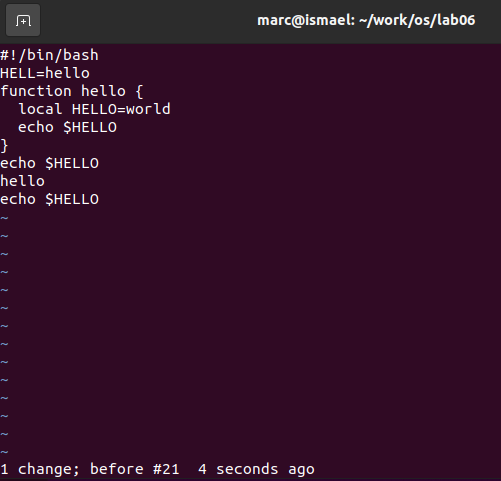 marc@ismael: ~/work/os/lab06
#!/bin/bash
HELL=hello
function hello {
  local HELLO=world
  echo $HELLO
}
echo $HELLO
hello
echo $HELLO
~
~
~
~
~
~
~
~
~
~
~
~
~
~
1 change; before #21  4 seconds ago